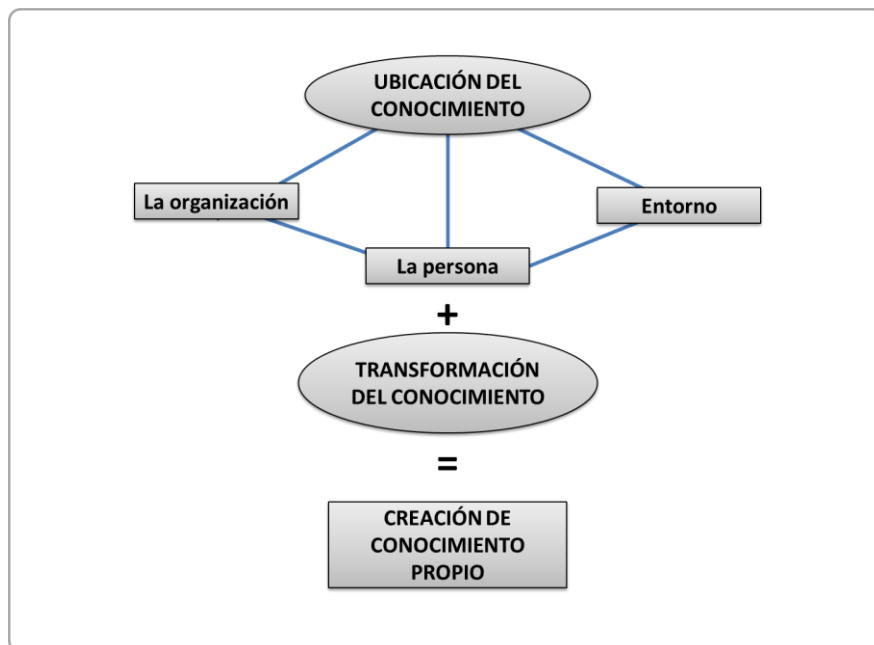 UBICACIÓN DEL
CONOCIMIENTO
La organización
Entorno
La persona
+
TRANSFORMACIÓN
DEL CONOCIMIENTO
=
CREACIÓN DE
CONOCIMIENTO
PROPIO